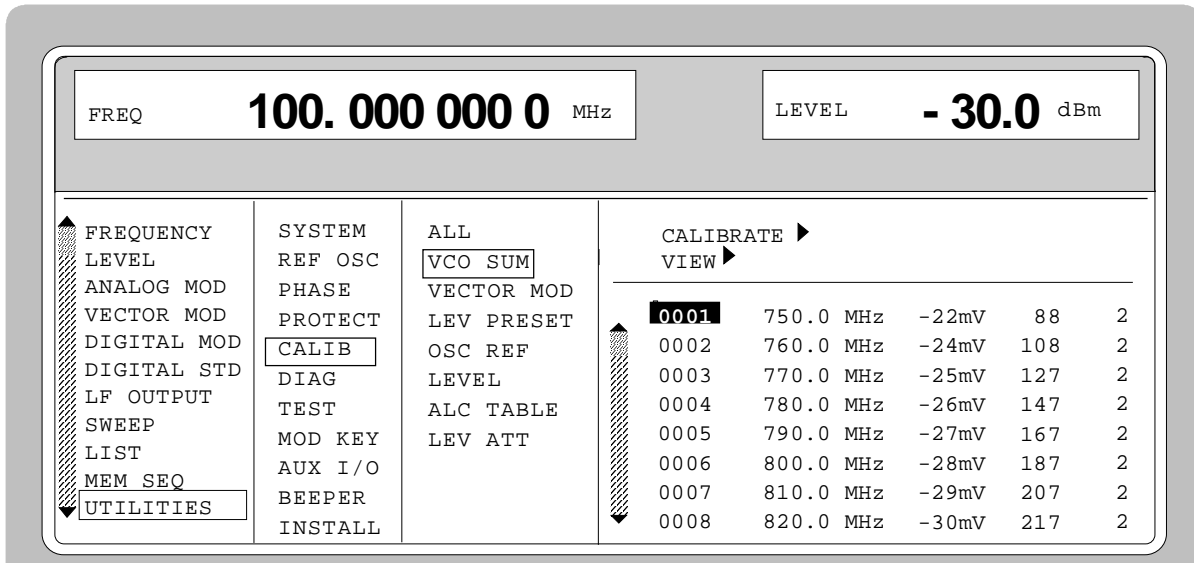 FREQ 100. 000 000 0 MHz
LEVEL - 30.0 dBm
FREQUENCY
LEVEL
ANALOG MOD
VECTOR MOD
DIGITAL MOD
DIGITAL STD
LF OUTPUT
SWEEP
LIST
MEM SEQ
UTILITIES
SYSTEM
REF OSC
PHASE
PROTECT
CALIB
DIAG
TEST
MOD KEY
AUX I/O
BEEPER
INSTALL
ALL
VCO SUM
VECTOR MOD
LEV PRESET
OSC REF
LEVEL
ALC TABLE
LEV ATT
CALIBRATE
VIEW
0001 750.0 MHz -22mV 88 2
0002 760.0 MHz -24mV 108 2
0003 770.0 MHz -25mV 127 2
0004 780.0 MHz -26mV 147 2
0005 790.0 MHz -27mV 167 2
0006 800.0 MHz -28mV 187 2
0007 810.0 MHz -29mV 207 2
0008 820.0 MHz -30mV 217 2